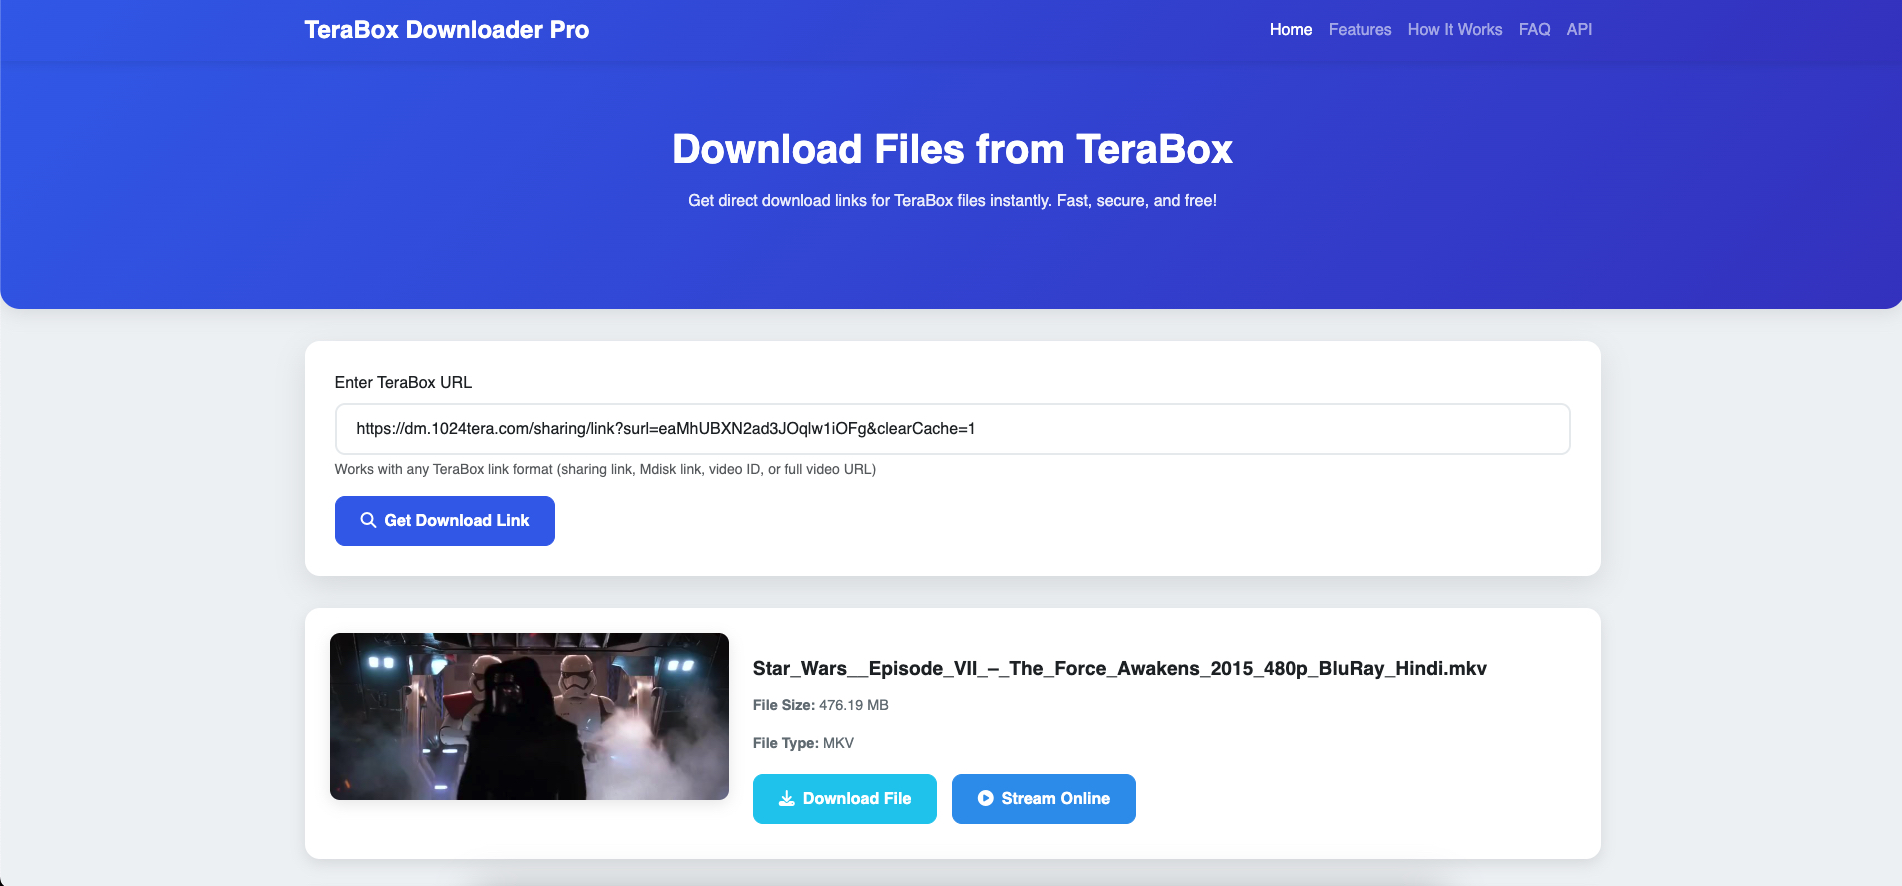 TeraBox Downloader Pro
Home Features How It Works FAQ API
Download Files from TeraBox
Get direct download links for TeraBox files instantly. Fast, secure, and free!
Enter TeraBox URL
https://dm.1024tera.com/sharing/link?surl=eaMhUBXN2ad3JOqlw1iOFg&clearCache=1
Works with any TeraBox link format (sharing link, Mdisk link, video ID, or full video URL)
Get Download Link
Star_Wars__Episode_VII_–_The_Force_Awakens_2015_480p_BluRay_Hindi.mkv
File Size: 476.19 MB
File Type: MKV
Download File
Stream Online